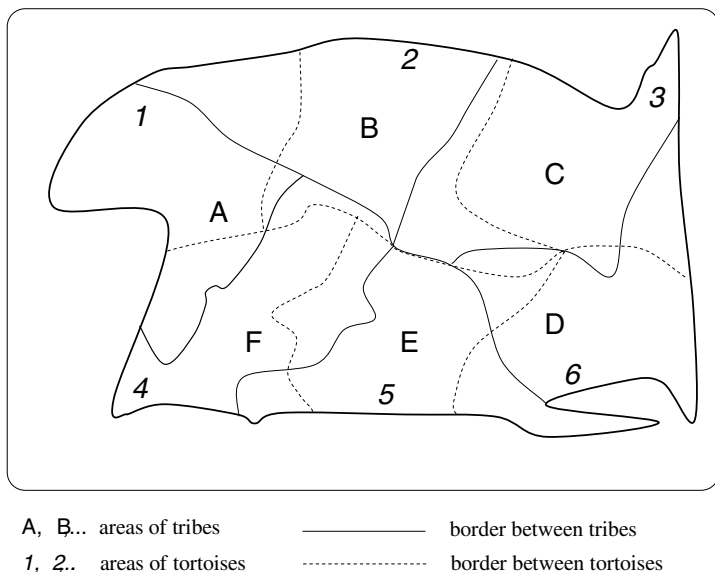 2
3
1
B
C
A
D
F
E
6
4
5
A, B,... areas of tribes border between tribes
1, 2,.. areas of tortoises border between tortoises